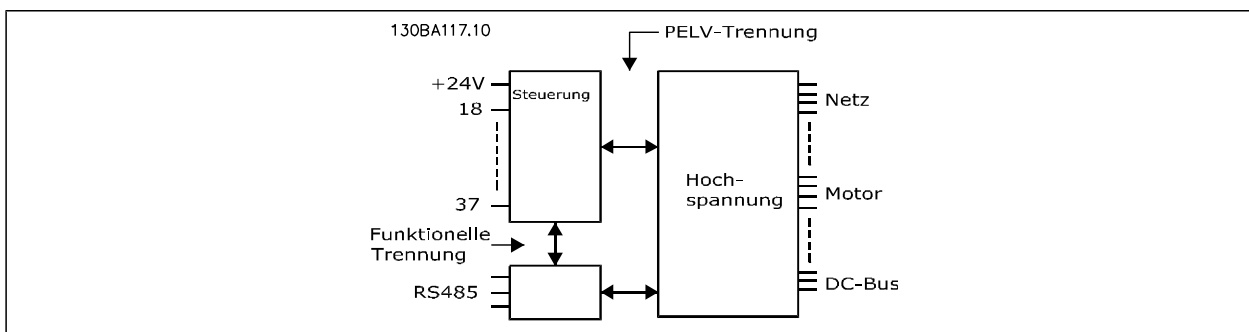 130BA117.10
PELV-Trennung
+24V
Steuerung
18
Netz
Hoch-
spannung
Motor
37
Funktionelle
Trennung
RS485
DC-Bus